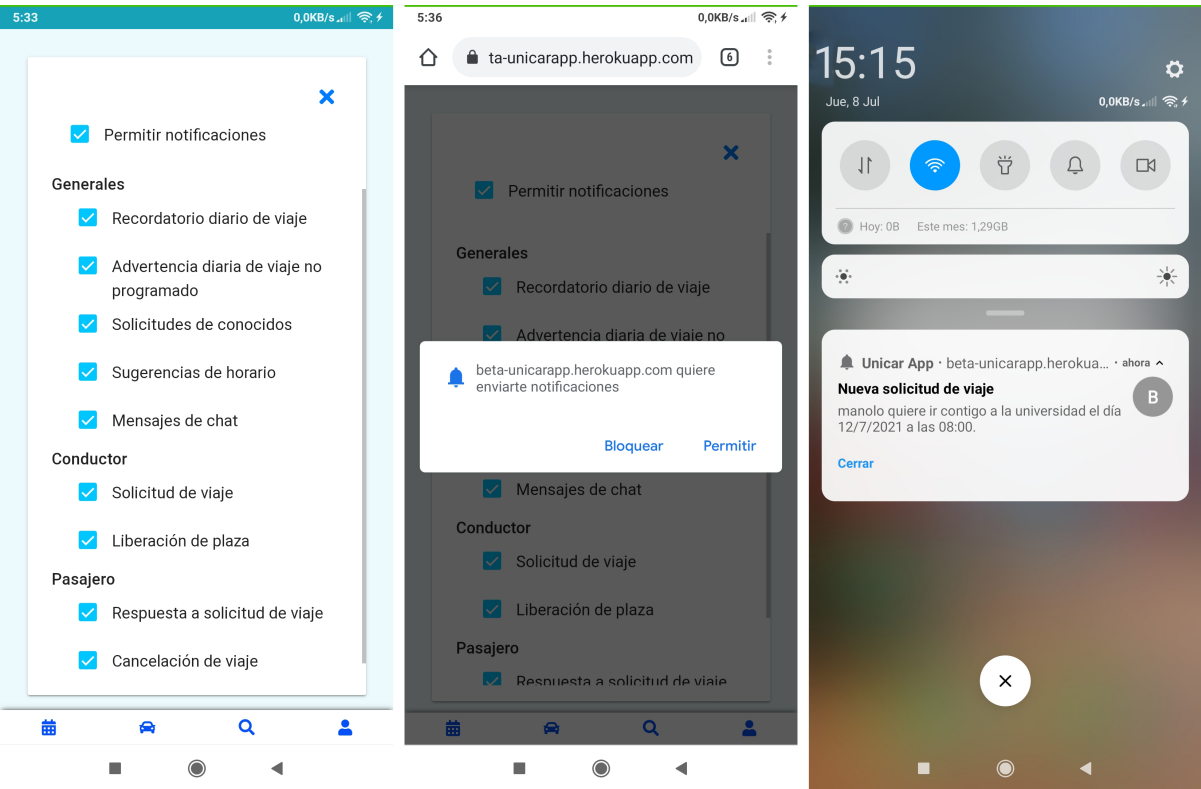 5:33
0,0KB/s
Permitir notificaciones
Generales
Recordatorio diario de viaje
Advertencia diaria de viaje no
programado
Solicitudes de conocidos
Sugerencias de horario
Mensajes de chat
Conductor
Solicitud de viaje
Liberación de plaza
Pasajero
Respuesta a solicitud de viaje
Cancelación de viaje
5:36
0,0KB/s
ta-unicarapp.herokuapp.com
6
Permitir notificaciones
Generales
Recordatorio diario de viaje
Advertencia diaria de viaje no
beta-unicarapp.herokuapp.com quiere
enviarte notificaciones
Bloquear Permitir
Mensajes de chat
Conductor
Solicitud de viaje
Liberación de plaza
Pasajero
Respuesta a solicitud de viaje
15:15
Jue, 8 Jul
0,0KB/s
? Hoy: 0B Este mes: 1,29GB
Unicar App · beta-unicarapp.herokua... · ahora
Nueva solicitud de viaje
B
manolo quiere ir contigo a la universidad el día
12/7/2021 a las 08:00.
Cerrar